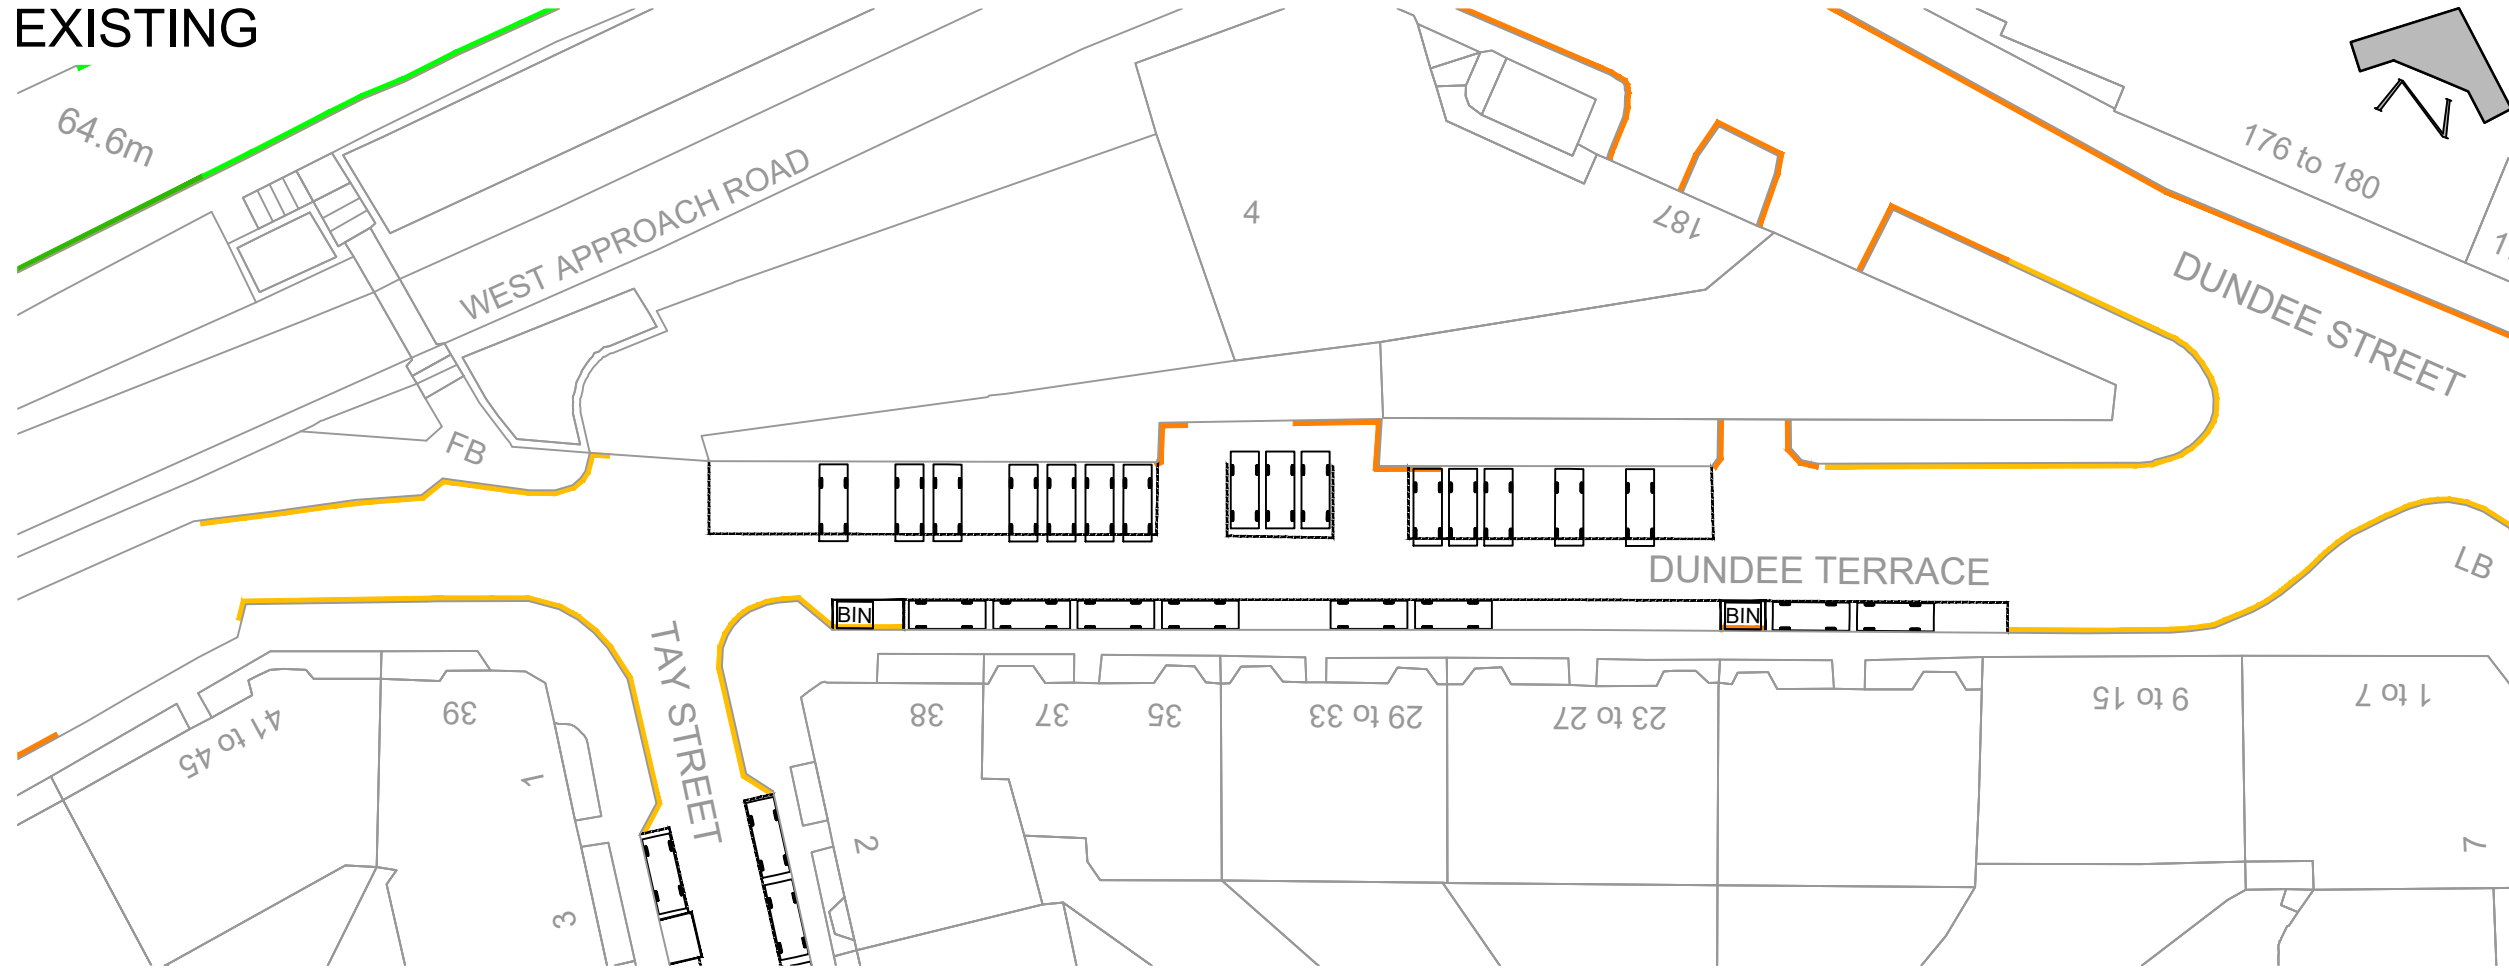 EXISTING
64.6m
WEST APPROACH ROAD
4
187
176 to 180
DUNDEE STREET
N
FB
DUNDEE TERRACE
LB
BIN
BIN
TAY STREET
41 to 45
39
38
37
35
29 to 33
23 to 27
9 to 15
1 to 7
1
2
3
7